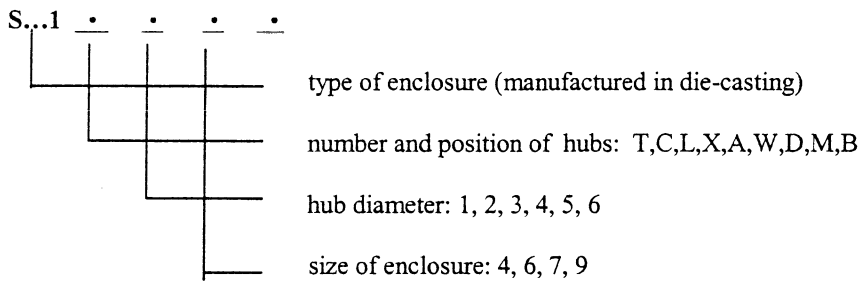 S...1 . . . .
type of enclosure (manufactured in die-casting)
number and position of hubs: T,C,L,X,A,W,D,M,B
hub diameter: 1, 2, 3, 4, 5, 6
size of enclosure: 4, 6, 7, 9